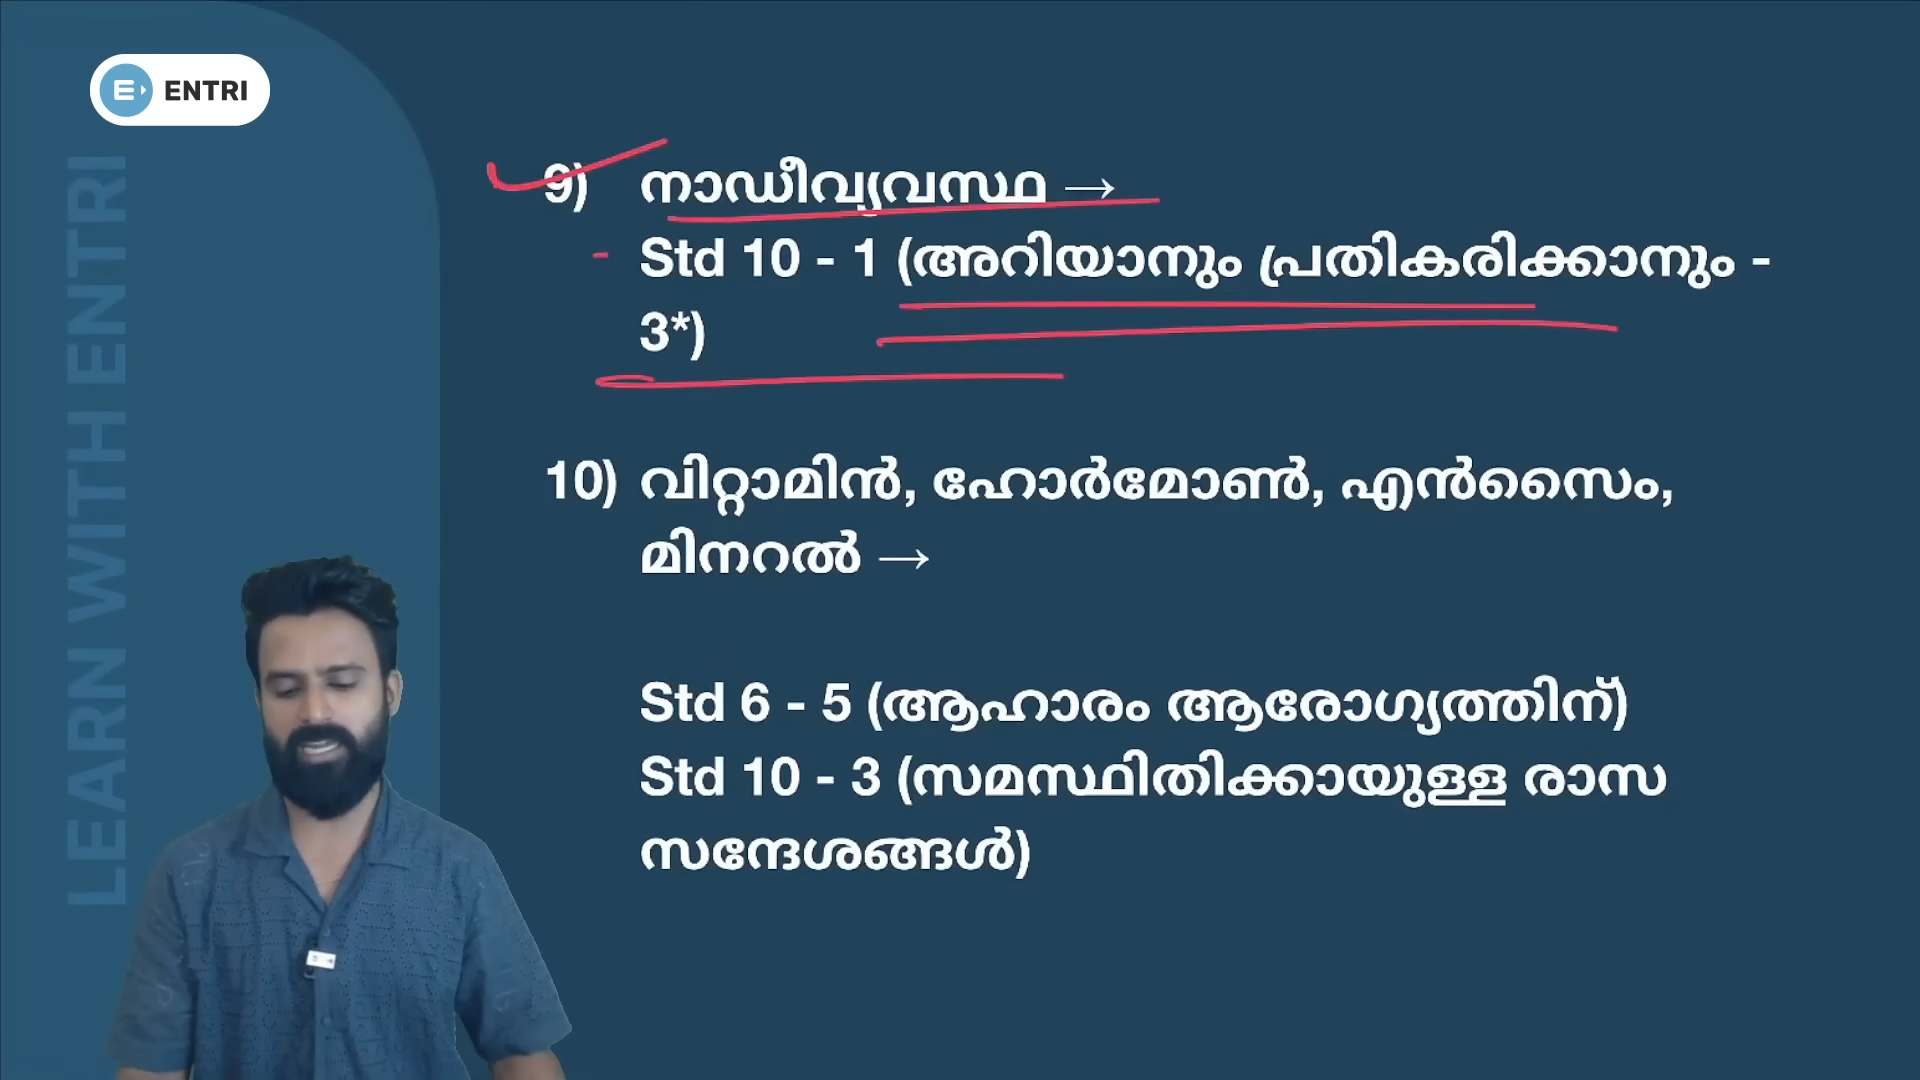 ENTRI
LEARN WITH ENTRI
9) നാഡീവ്യവസ്ഥ →
Std 10 - 1 (അറിയാനും പ്രതികരിക്കാനും -
3*)
10) വിറ്റാമിൻ, ഹോർമോൺ, എൻസൈം,
മിനറൽ →
Std 6 - 5 (ആഹാരം ആരോഗ്യത്തിന്)
Std 10 - 3 (സമസ്ഥിതിക്കായുള്ള രാസ
സന്ദേശങ്ങൾ)